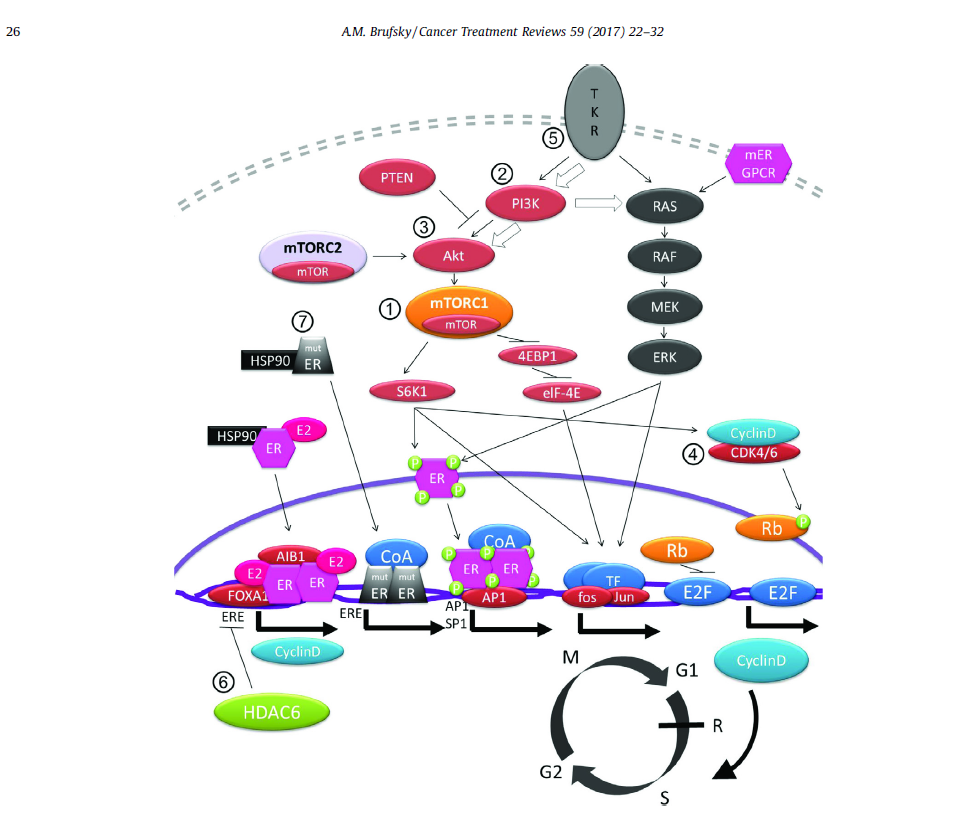 26
A.M. Brufsky / Cancer Treatment Reviews 59 (2017) 22–32
T
K
R
5
mER
GPCR
PTEN
2
PI3K
RAS
3
mTORC2
mTOR
Akt
RAF
1
mTORC1
mTOR
MEK
7
mut
ER
HSP90
4EBP1
ERK
S6K1
eIF-4E
HSP90
E2
ER
CyclinD
CDK4/6
4
P
P
ER
P
P
Rb
P
AIB1
E2
E2
ER
ER
FOXA1
CoA
mut
mut
ER
ER
CoA
P
P
P
ER
ER
P
P
P
AP1
TF
fos
Jun
Rb
E2F
E2F
ERE
ERE
AP1
SP1
CyclinD
6
HDAC6
M
G1
R
S
G2
CyclinD